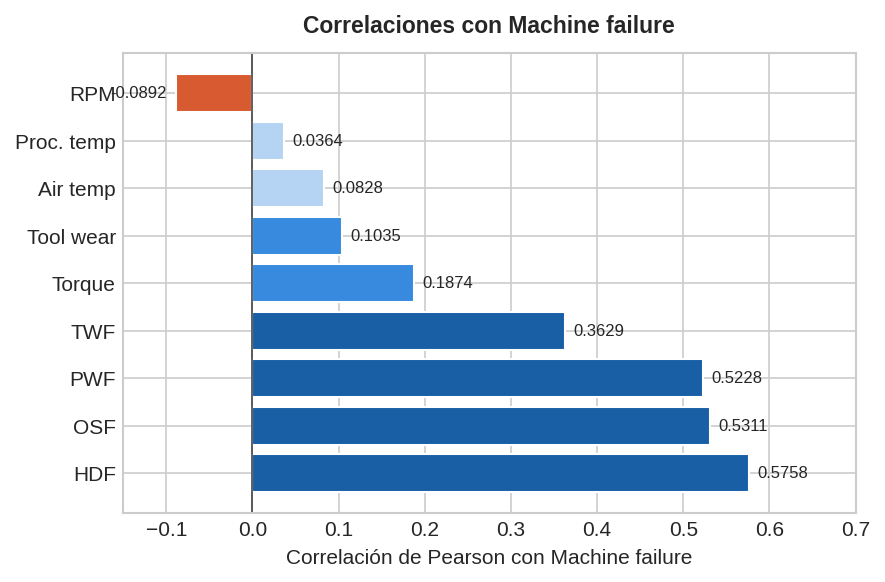 Correlaciones con Machine failure
RPM -0.0892
Proc. temp 0.0364
Air temp 0.0828
Tool wear 0.1035
Torque 0.1874
TWF 0.3629
PWF 0.5228
OSF 0.5311
HDF 0.5758
−0.1 0.0 0.1 0.2 0.3 0.4 0.5 0.6 0.7
Correlación de Pearson con Machine failure